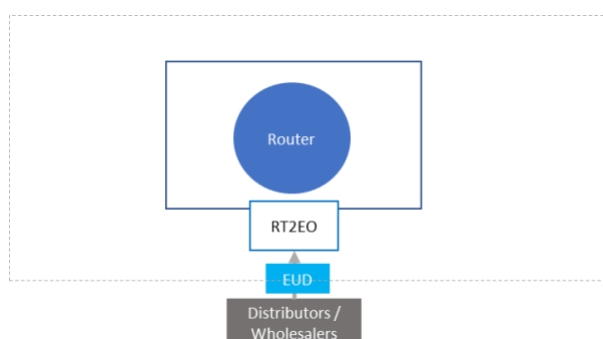 Router
RT2EO
EUD
Distributors /
Wholesalers